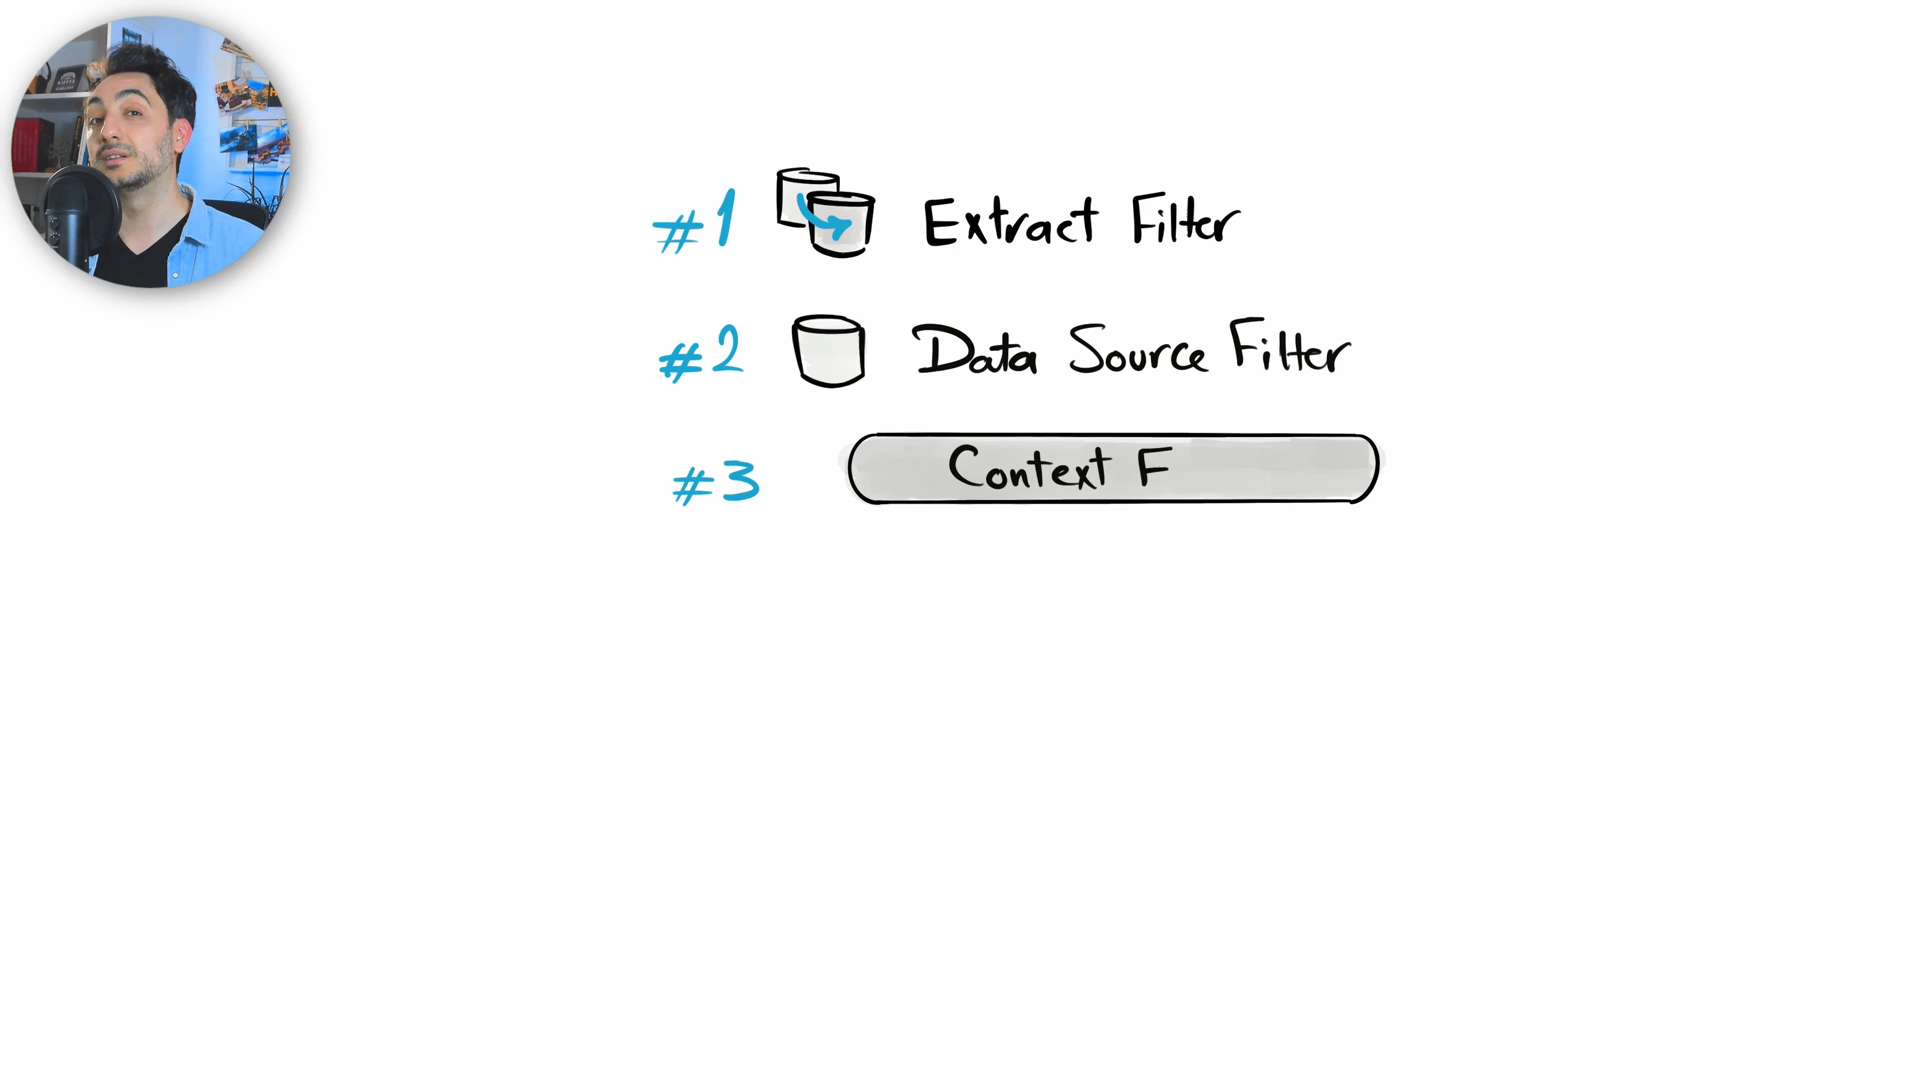 #1 Extract Filter
#2 Data Source Filter
#3 Context F